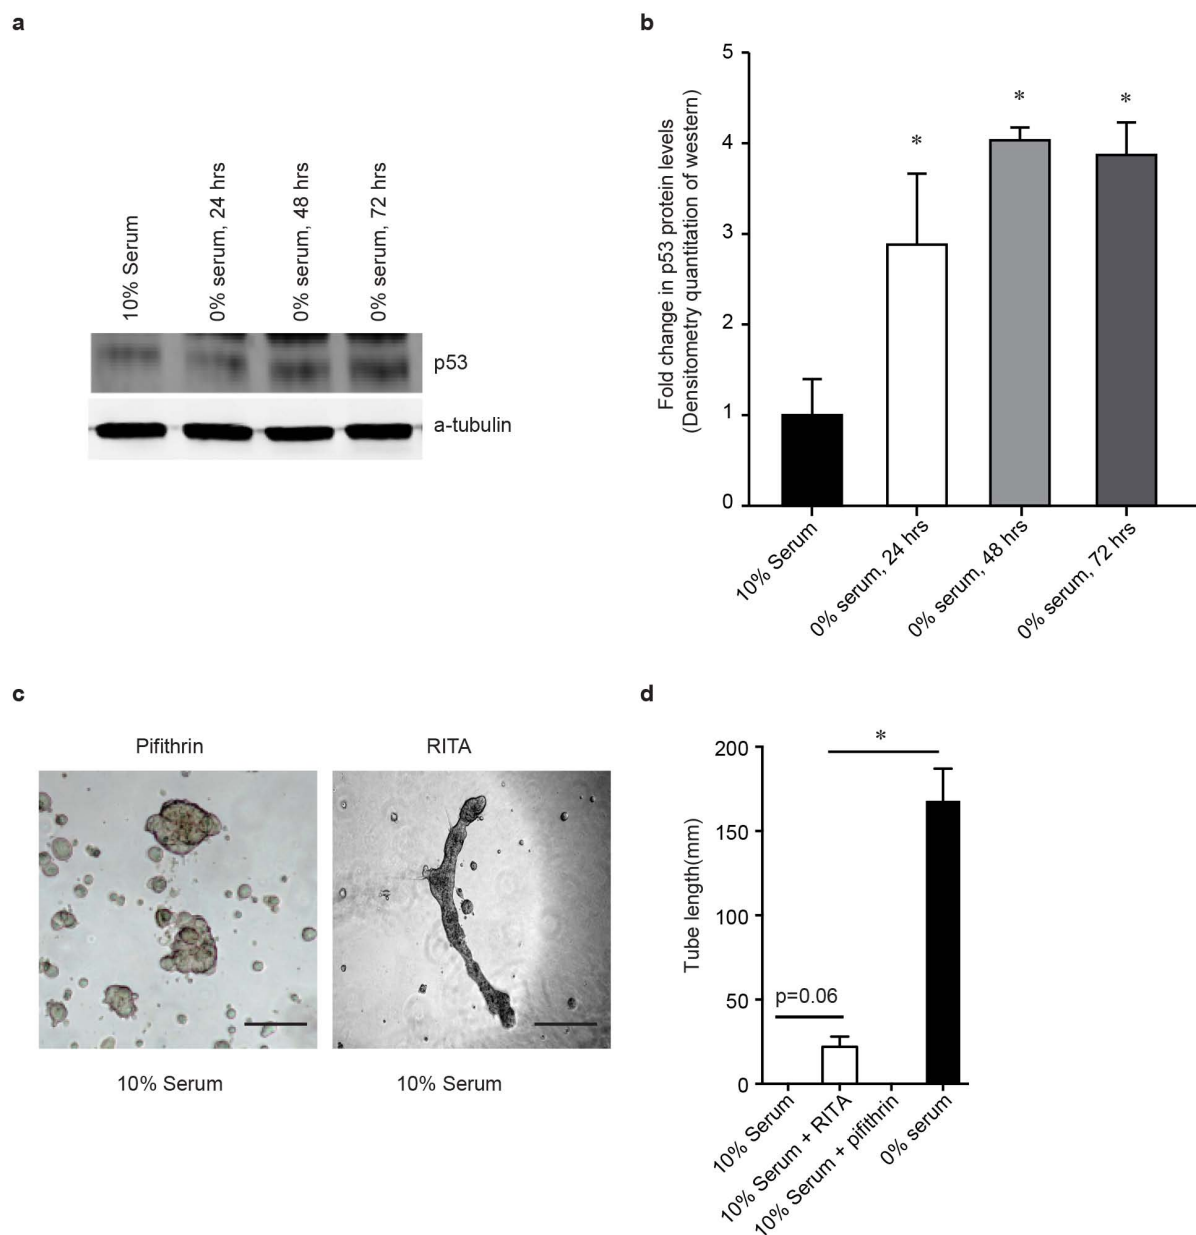 a
10% Serum
0% serum, 24 hrs
0% serum, 48 hrs
0% serum, 72 hrs
p53
a-tubulin
b
Fold change in p53 protein levels
(Densitometry quantitation of western)
5
4
3
2
1
0
*
*
*
10% Serum
0% serum, 24 hrs
0% serum, 48 hrs
0% serum, 72 hrs
c
Pifithrin
RITA
10% Serum
10% Serum
d
Tube length(mm)
200
150
100
50
0
*
p=0.06
10% Serum
10% Serum + RITA
10% Serum + pifithrin
0% serum